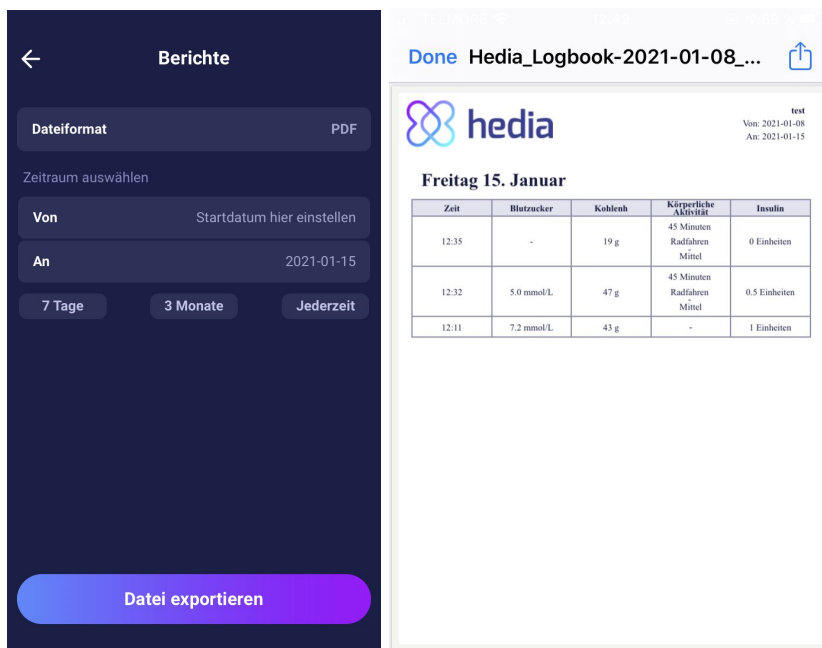 Berichte
Dateiformat PDF
Zeitraum auswählen
Von Startdatum hier einstellen
An 2021-01-15
7 Tage 3 Monate Jederzeit
Datei exportieren
Done Hedia_Logbook-2021-01-08_...
hedia
test
Von: 2021-01-08
An: 2021-01-15
Freitag 15. Januar
Zeit Blutzucker Kohlenh Körperliche Aktivität Insulin
12:35 - 19 g 45 Minuten Radfahren - Mittel 0 Einheiten
12:32 5.0 mmol/L 47 g 45 Minuten Radfahren - Mittel 0.5 Einheiten
12:11 7.2 mmol/L 43 g - 1 Einheiten